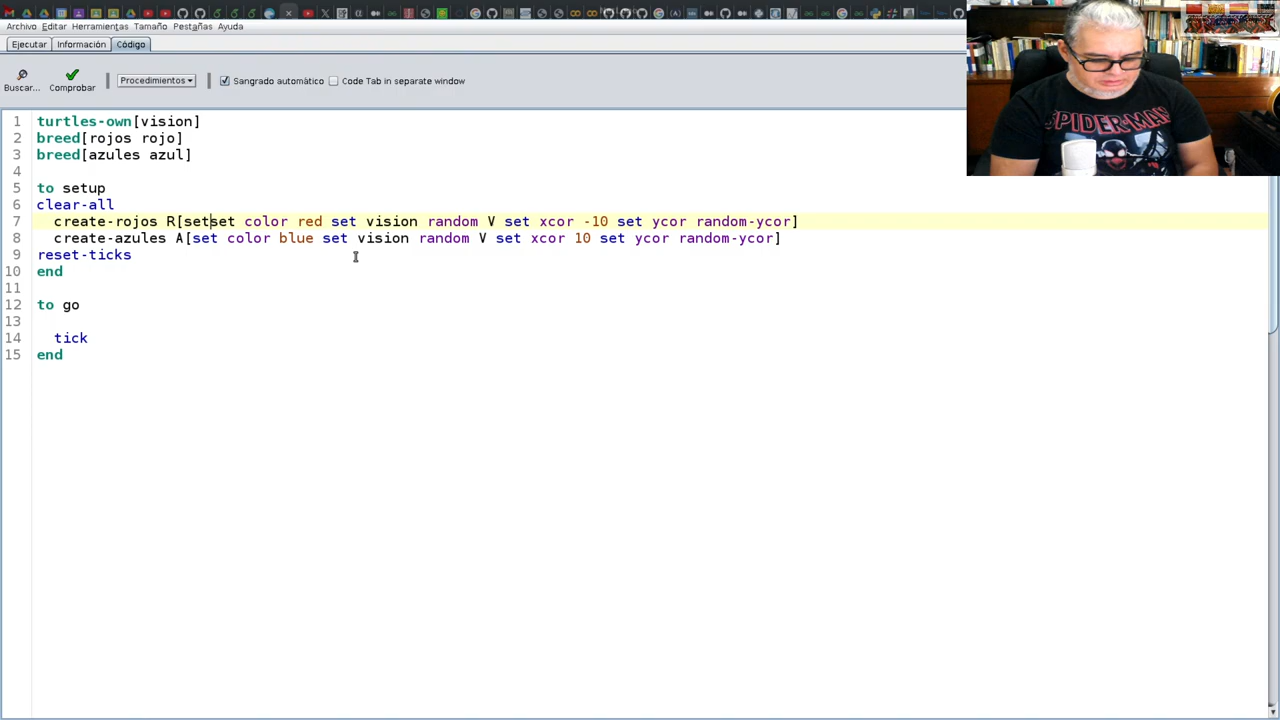 Archivo Editar Herramientas Tamaño Pestañas Ayuda
Ejecutar Información Código
Buscar... Comprobar Procedimientos Sangrado automático Code Tab in separate window
1 turtles-own[vision]
2 breed[rojos rojo]
3 breed[azules azul]
4
5 to setup
6 clear-all
7 create-rojos R[setset color red set vision random V set xcor -10 set ycor random-ycor]
8 create-azules A[set color blue set vision random V set xcor 10 set ycor random-ycor]
9 reset-ticks
10 end
11
12 to go
13
14 tick
15 end
SPIDER-MAN